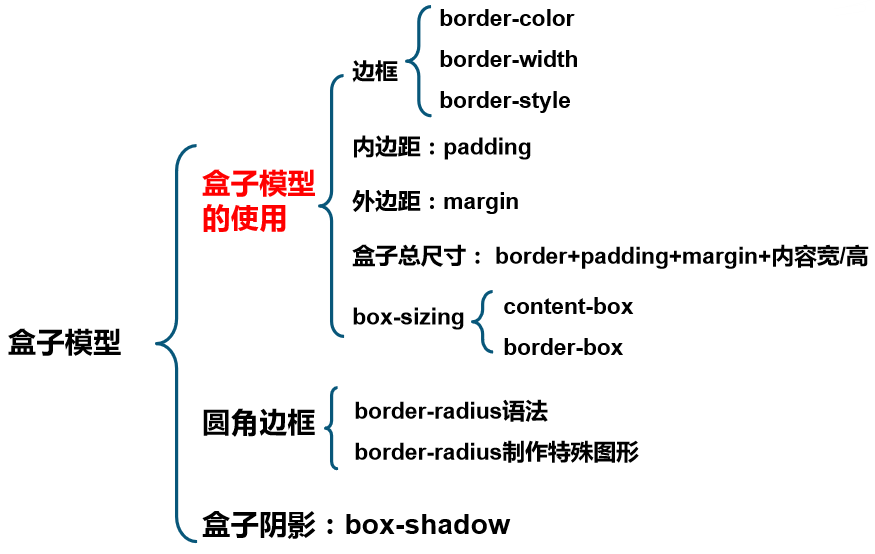 盒子模型
盒子模型
的使用
边框
border-color
border-width
border-style
内边距：padding
外边距：margin
盒子总尺寸： border+padding+margin+内容宽/高
box-sizing
content-box
border-box
圆角边框
border-radius语法
border-radius制作特殊图形
盒子阴影：box-shadow